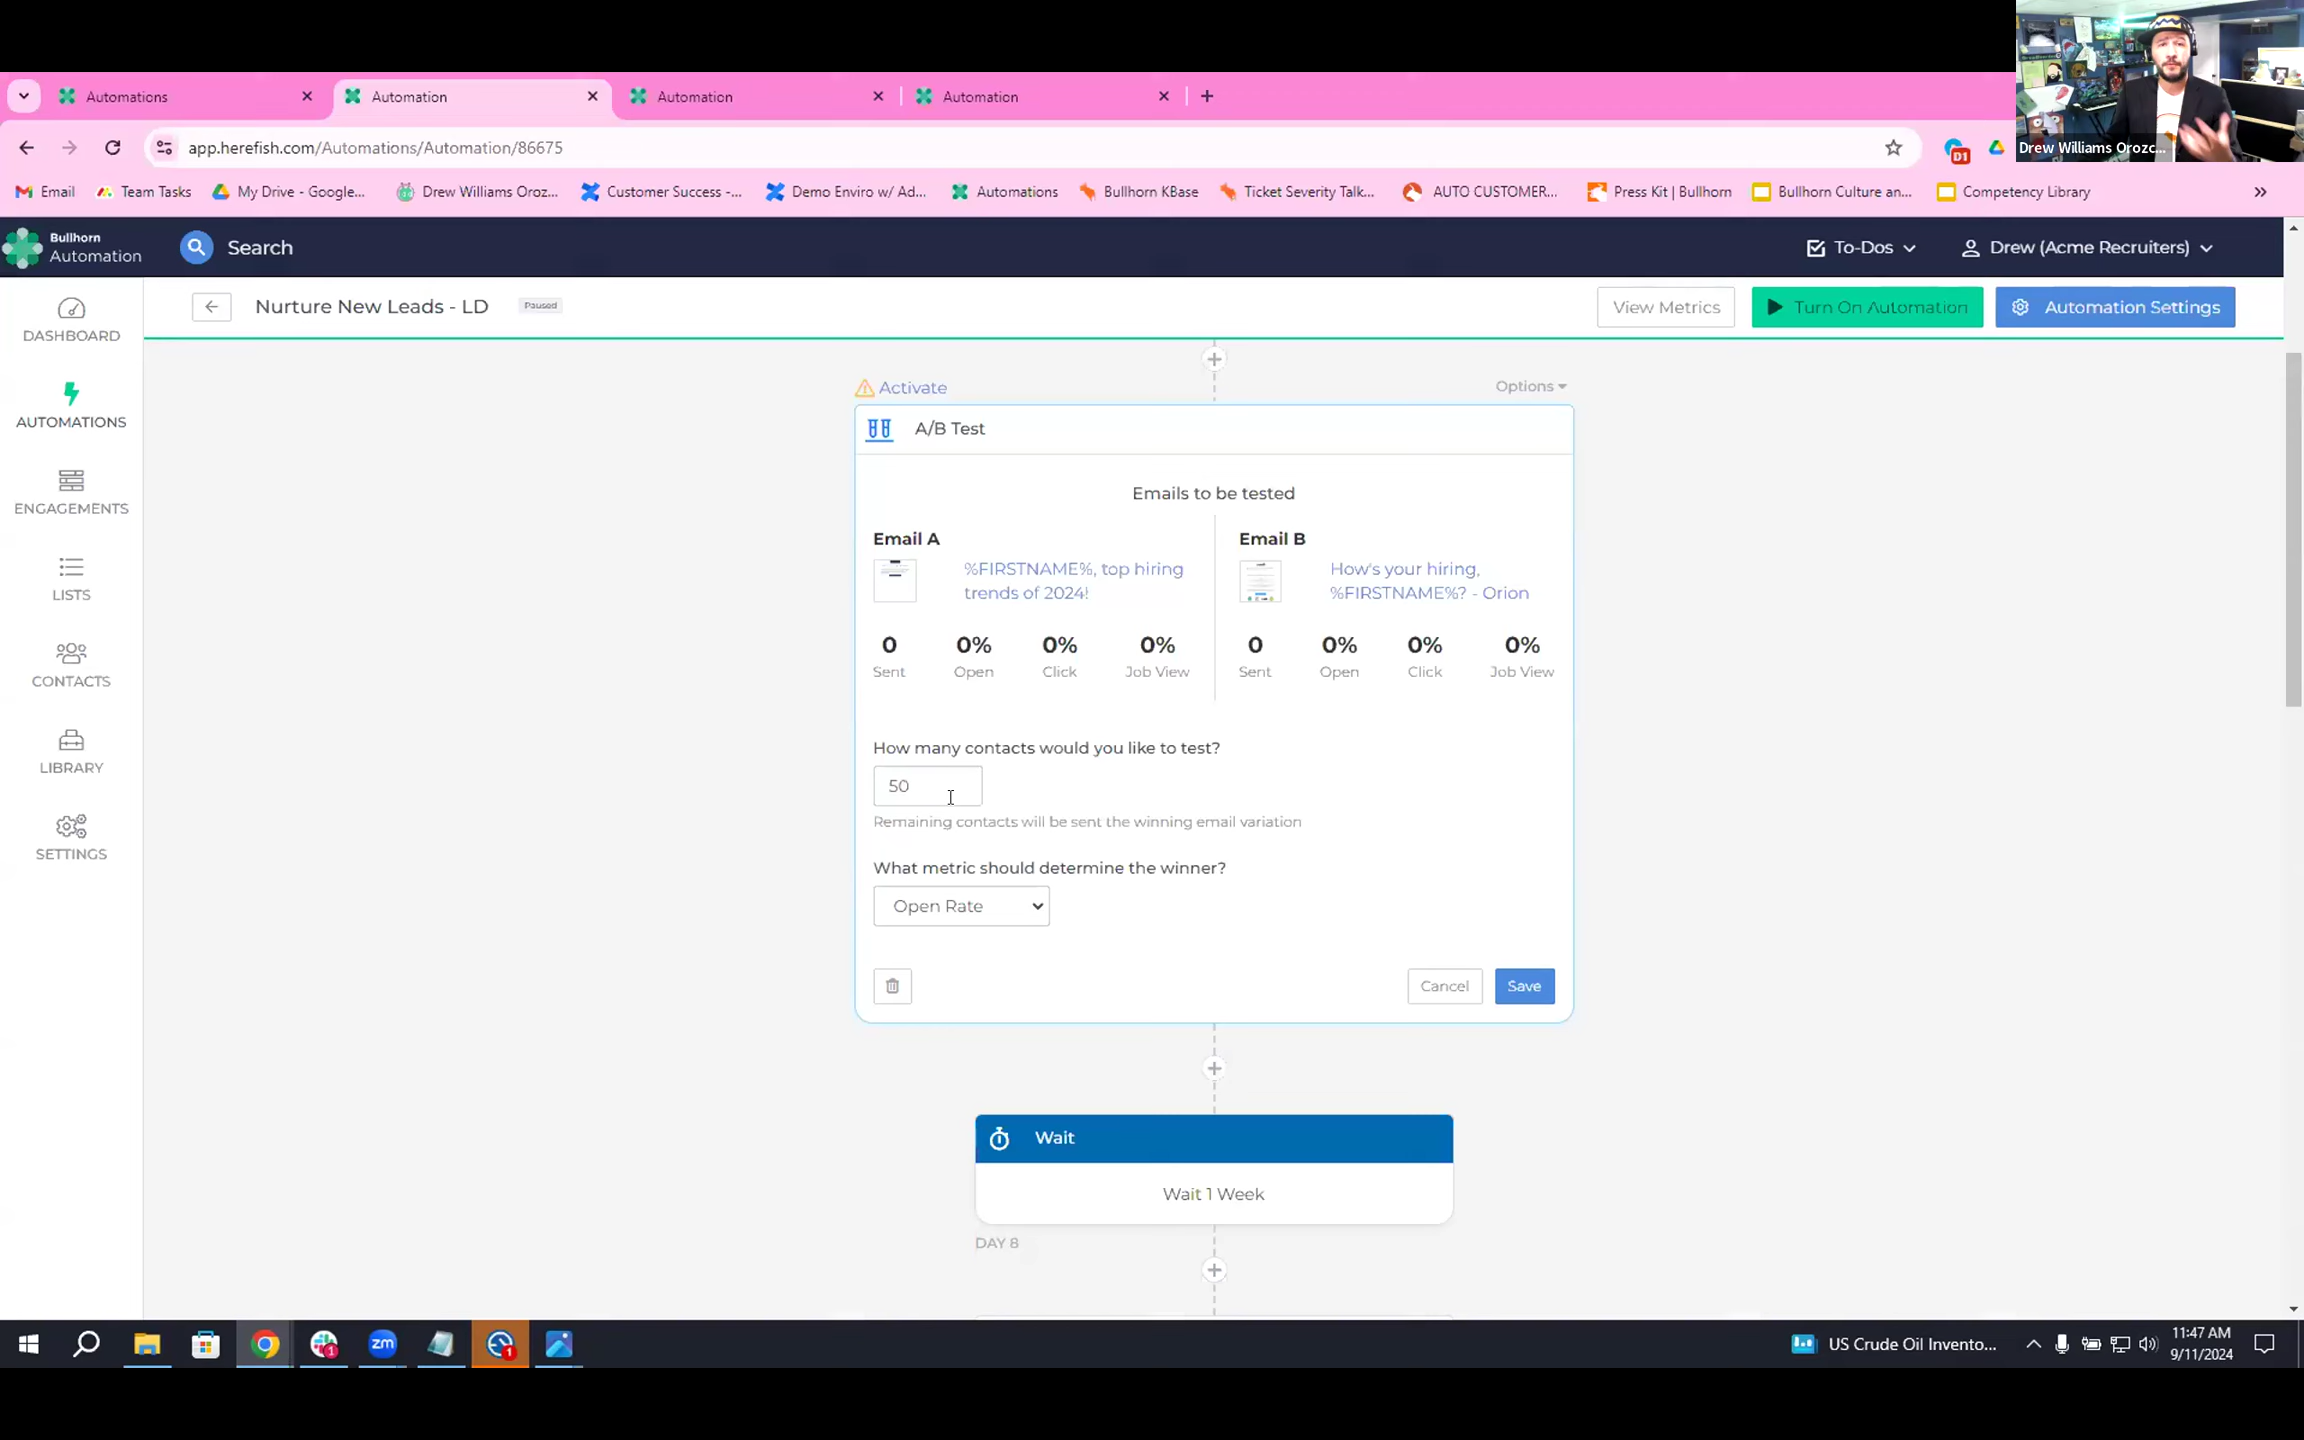 Automations
Automation
Automation
Automation
app.herefish.com/Automations/Automation/86675
D1
Drew Williams Orozc...
Email
Team Tasks
My Drive - Google...
Drew Williams Oroz...
Customer Success -...
Demo Enviro w/ Ad...
Automations
Bullhorn KBase
Ticket Severity Talk...
AUTO CUSTOMER...
Press Kit | Bullhorn
Bullhorn Culture an...
Competency Library
Bullhorn
Automation
Search
To-Dos
Drew (Acme Recruiters)
Nurture New Leads - LD
Paused
View Metrics
Turn On Automation
Automation Settings
DASHBOARD
AUTOMATIONS
ENGAGEMENTS
LISTS
CONTACTS
LIBRARY
SETTINGS
Activate
Options
A/B Test
Emails to be tested
Email A
%FIRSTNAME%, top hiring
trends of 2024!
0 0% 0% 0%
Sent Open Click Job View
Email B
How's your hiring,
%FIRSTNAME%? - Orion
0 0% 0% 0%
Sent Open Click Job View
How many contacts would you like to test?
50
Remaining contacts will be sent the winning email variation
What metric should determine the winner?
Open Rate
Cancel
Save
Wait
Wait 1 Week
DAY 8
zm
1
1
US Crude Oil Invento...
11:47 AM
9/11/2024